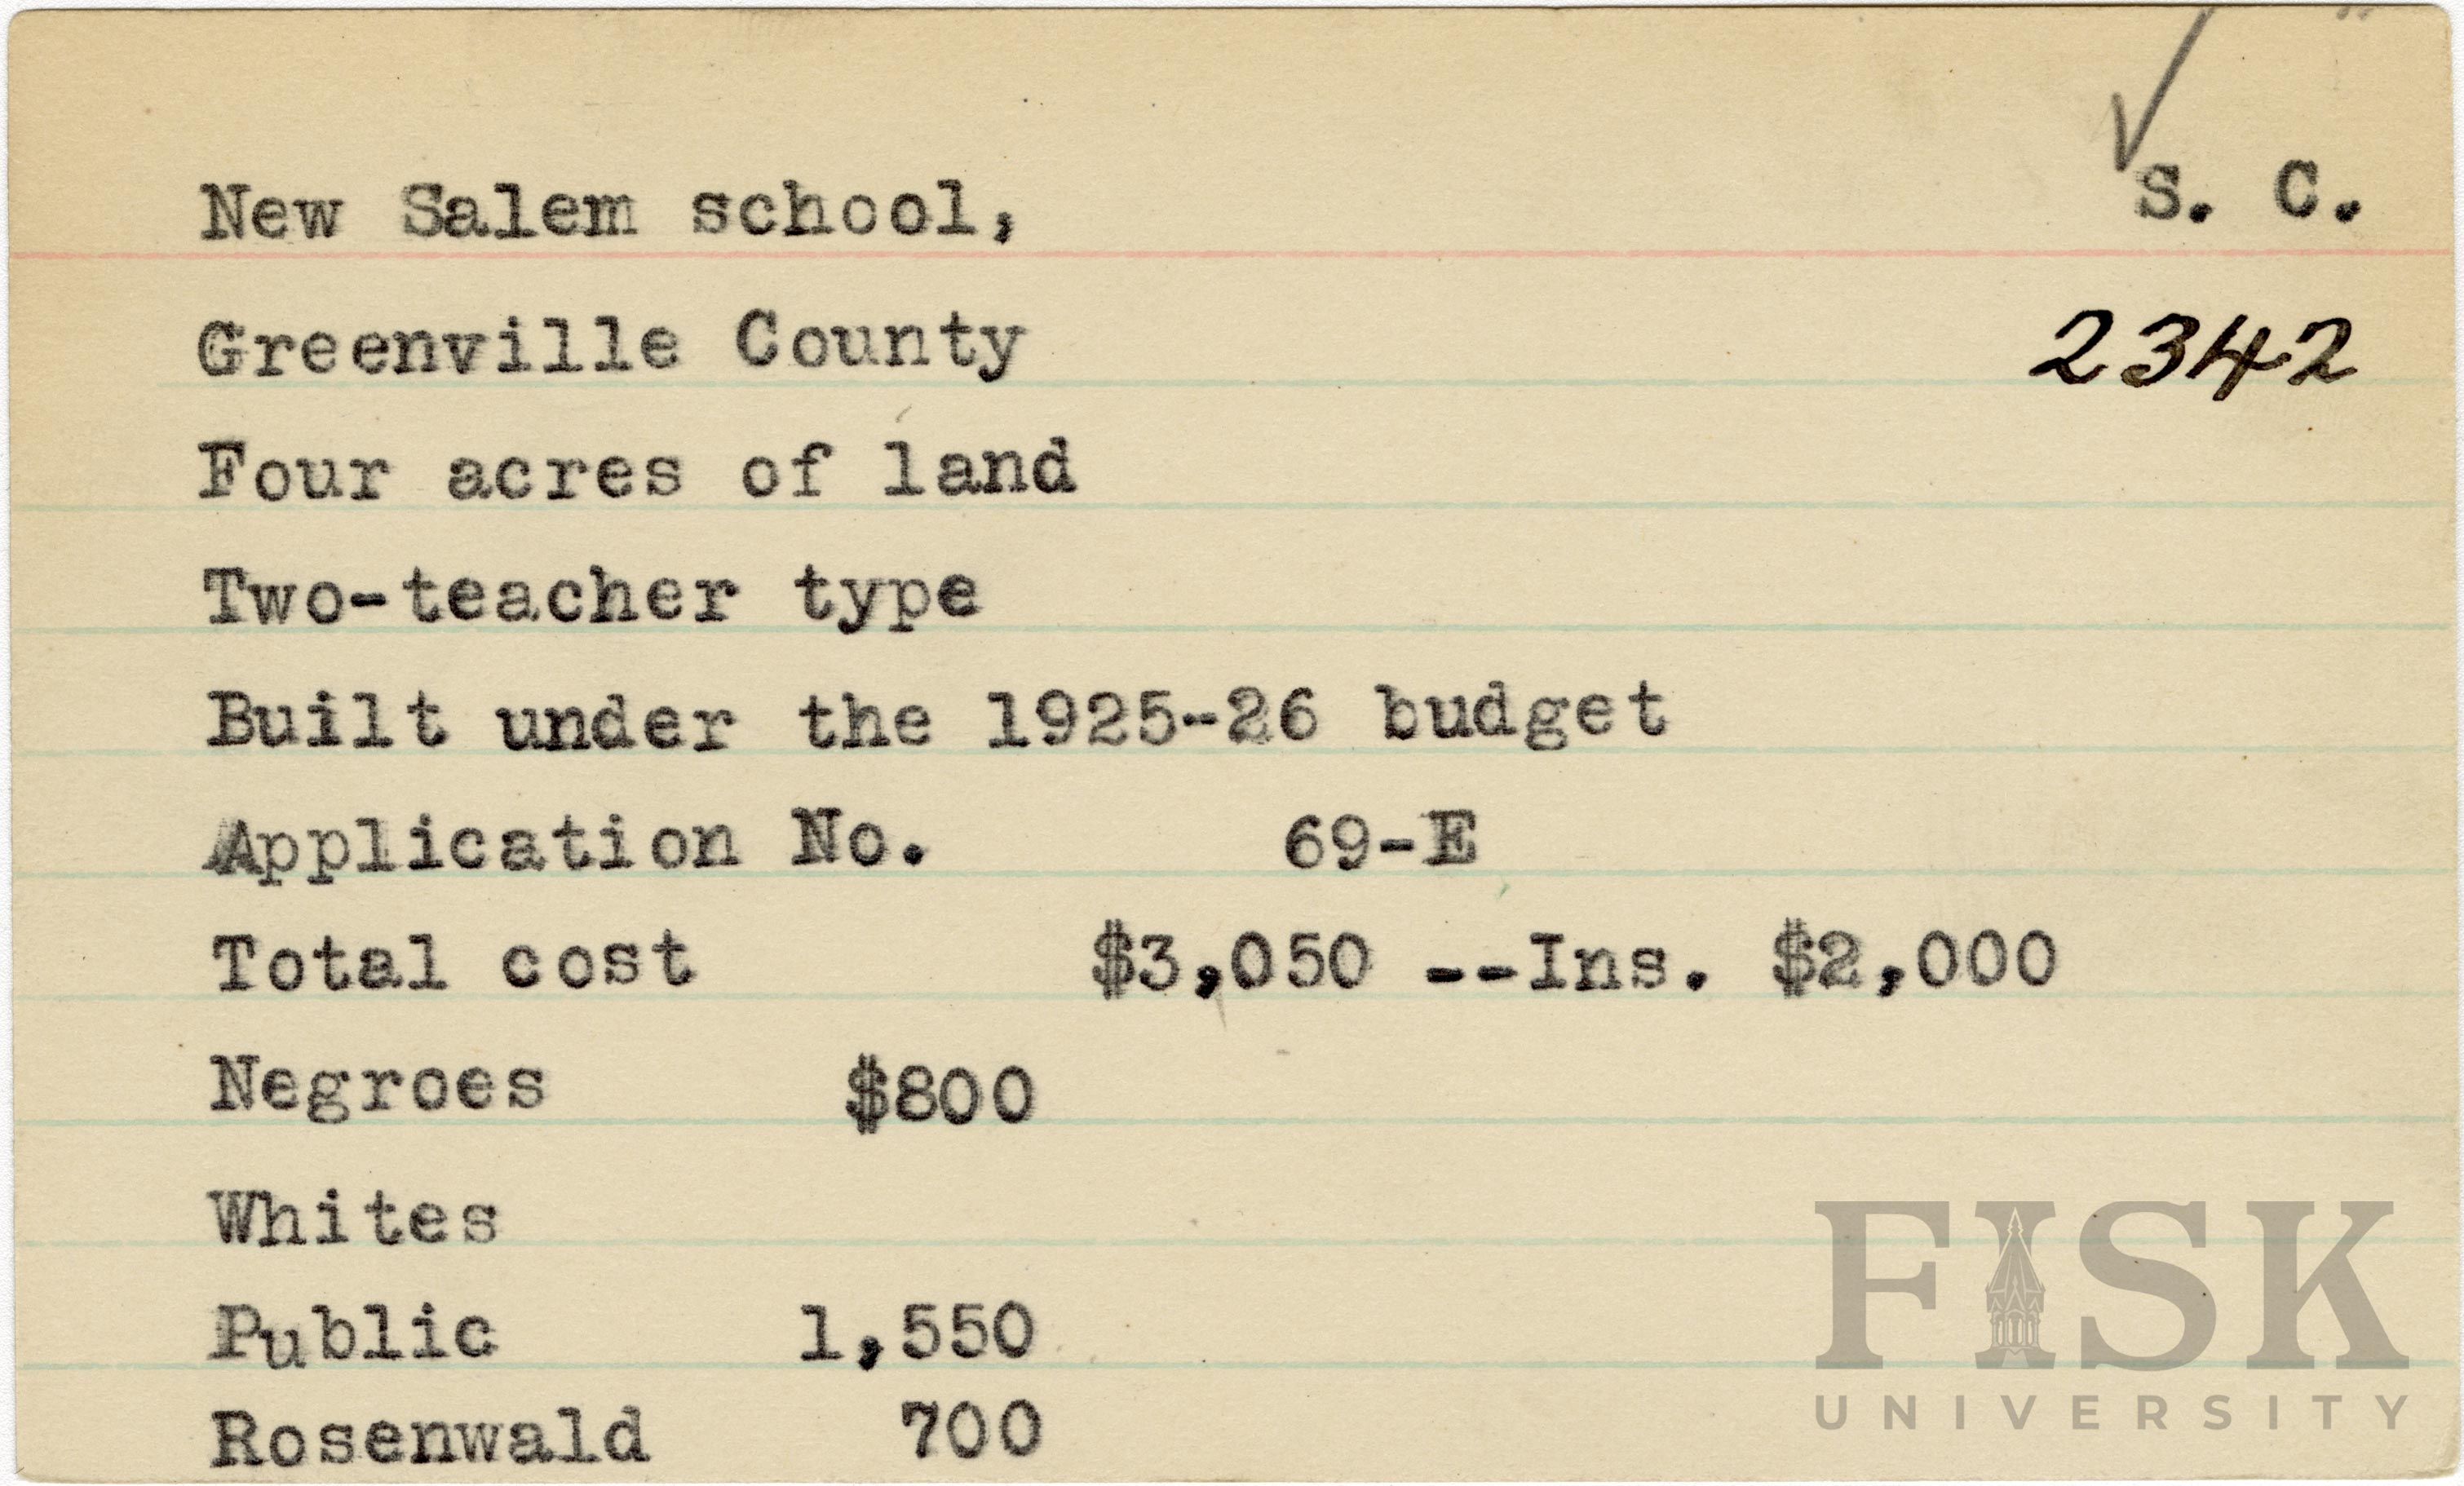 New Salem school, S. C.
Greenville County 2342
Four acres of land
Two-teacher type
Built under the 1925-26 budget
Application No. 69-E
Total cost $3,050 --Ins. $2,000
Negroes $800
Whites
Public 1,550
Rosenwald 700
FISK
UNIVERSITY